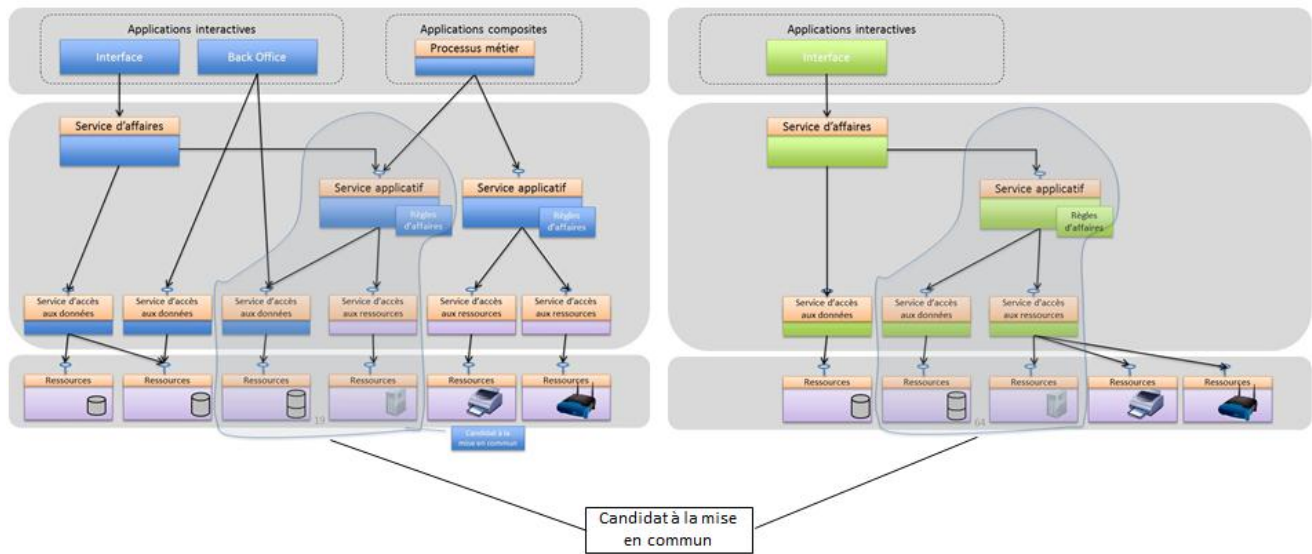 Applications interactives
Interface
Back Office
Applications composites
Processus métier
Service d'affaires
Service applicatif
Règles
d'affaires
Service applicatif
Règles
d'affaires
Service d'accès
aux données
Service d'accès
aux données
Service d'accès
aux données
Service d'accès
aux ressources
Service d'accès
aux ressources
Service d'accès
aux ressources
Ressources
Ressources
Ressources
Ressources
Ressources
Ressources
19
Candidat à la
mise en commun
Applications interactives
Interface
Service d'affaires
Service applicatif
Règles
d'affaires
Service d'accès
aux données
Service d'accès
aux données
Service d'accès
aux ressources
Ressources
Ressources
Ressources
Ressources
Ressources
64
Candidat à la mise
en commun